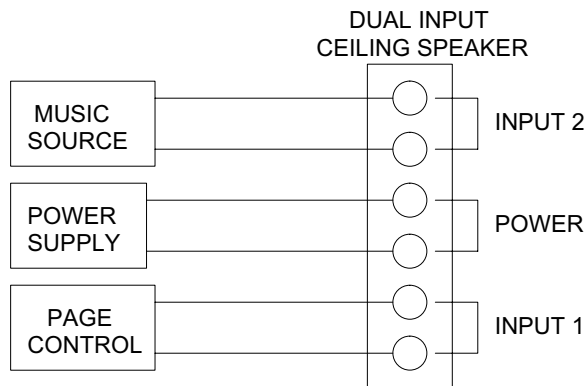 DUAL INPUT
CEILING SPEAKER
MUSIC
SOURCE
INPUT 2
POWER
SUPPLY
POWER
PAGE
CONTROL
INPUT 1